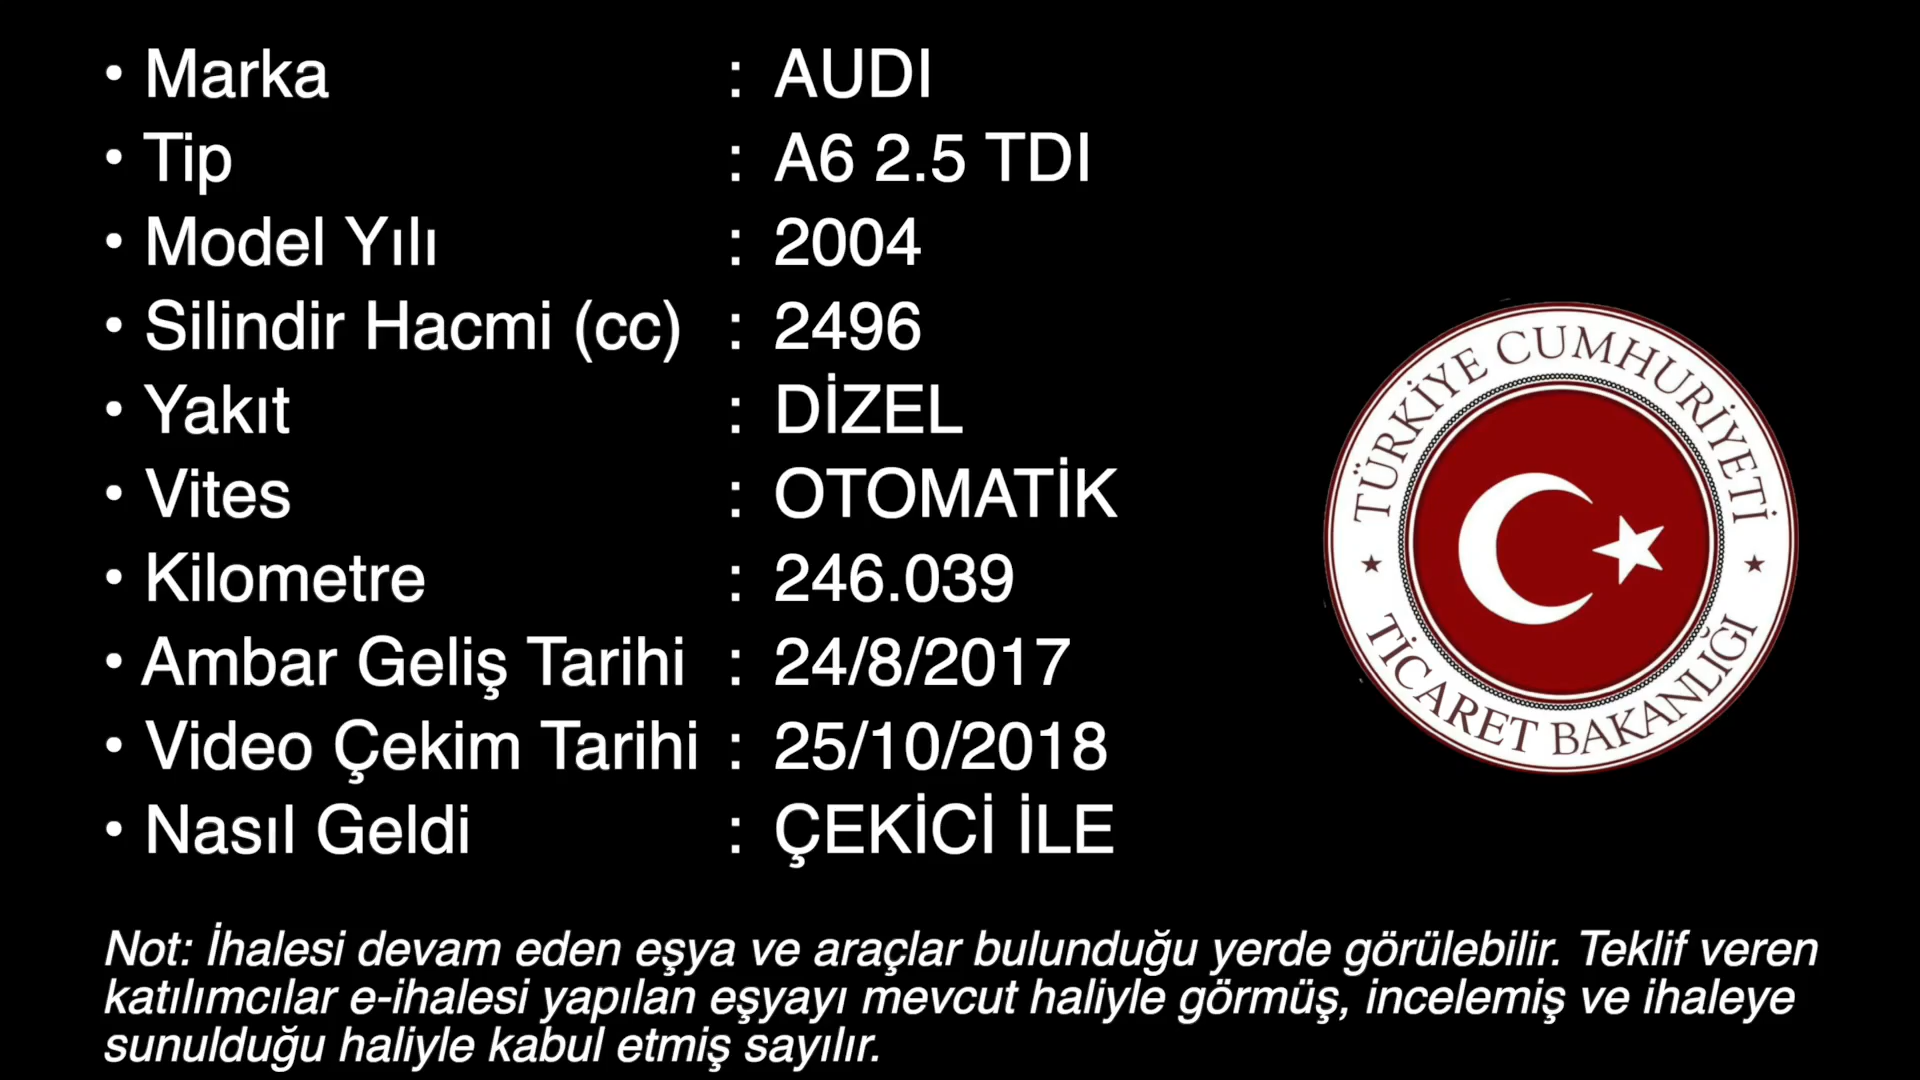 • Marka : AUDI
• Tip : A6 2.5 TDI
• Model Yılı : 2004
• Silindir Hacmi (cc) : 2496
• Yakıt : DİZEL
• Vites : OTOMATİK
• Kilometre : 246.039
• Ambar Geliş Tarihi : 24/8/2017
• Video Çekim Tarihi : 25/10/2018
• Nasıl Geldi : ÇEKİCİ İLE
TÜRKİYE CUMHURİYETİ
TİCARET BAKANLIĞI
Not: İhalesi devam eden eşya ve araçlar bulunduğu yerde görülebilir. Teklif veren
katılımcılar e-ihalesi yapılan eşyayı mevcut haliyle görmüş, incelemiş ve ihaleye
sunulduğu haliyle kabul etmiş sayılır.